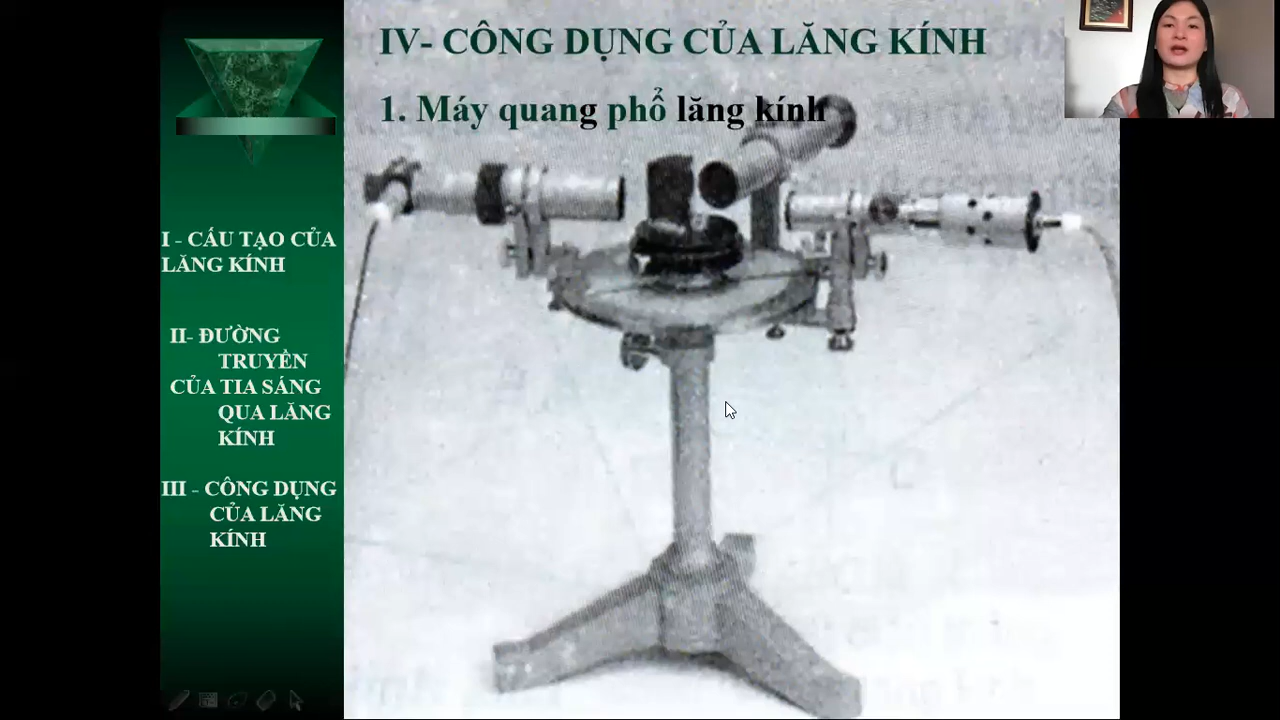 IV- CÔNG DỤNG CỦA LĂNG KÍNH
1. Máy quang phổ lăng kính
I - CẤU TẠO CỦA
LĂNG KÍNH
II- ĐƯỜNG
TRUYỀN
CỦA TIA SÁNG
QUA LĂNG
KÍNH
III - CÔNG DỤNG
CỦA LĂNG
KÍNH